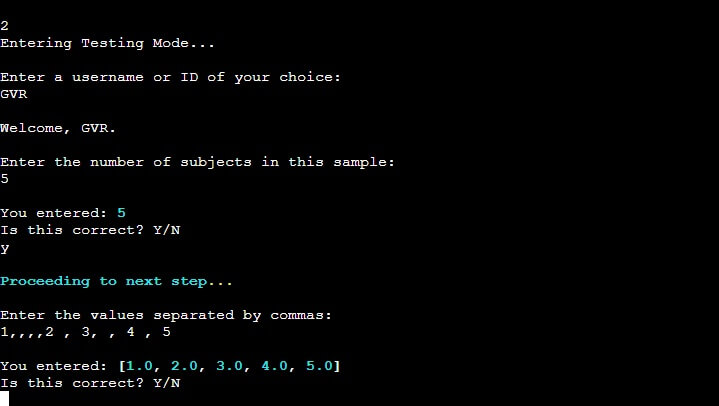 2
Entering Testing Mode...
Enter a username or ID of your choice:
GVR
Welcome, GVR.
Enter the number of subjects in this sample:
5
You entered: 5
Is this correct? Y/N
y
Proceeding to next step...
Enter the values separated by commas:
1,,,,2 , 3, , 4 , 5
You entered: [1.0, 2.0, 3.0, 4.0, 5.0]
Is this correct? Y/N